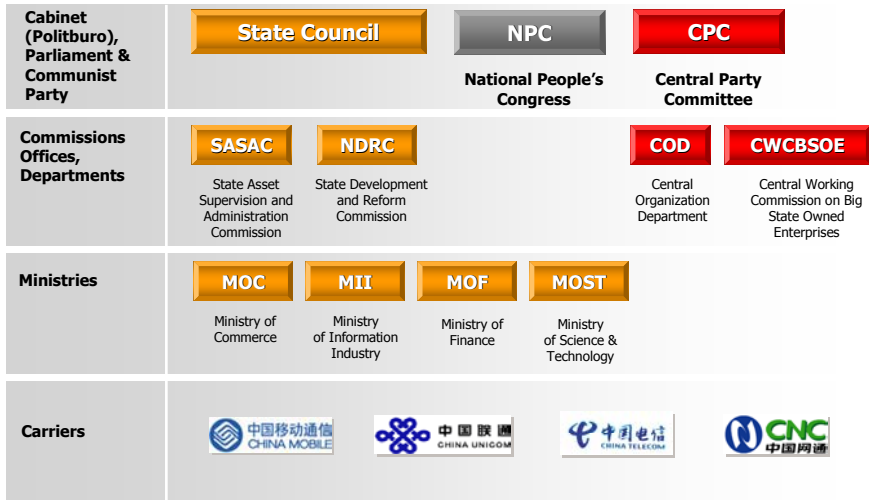 Cabinet
(Politburo),
Parliament &
Communist
Party
State Council
NPC
CPC
National People's
Congress
Central Party
Committee
Commissions
Offices,
Departments
SASAC
NDRC
COD
CWCBSOE
State Asset
Supervision and
Administration
Commission
State Development
and Reform
Commission
Central
Organization
Department
Central Working
Commission on Big
State Owned
Enterprises
Ministries
MOC
MII
MOF
MOST
Ministry of
Commerce
Ministry
of Information
Industry
Ministry of
Finance
Ministry
of Science &
Technology
Carriers
中国移动通信
CHINA MOBILE
中国联通
CHINA UNICOM
中国电信
CHINA TELECOM
CNC
中国网通